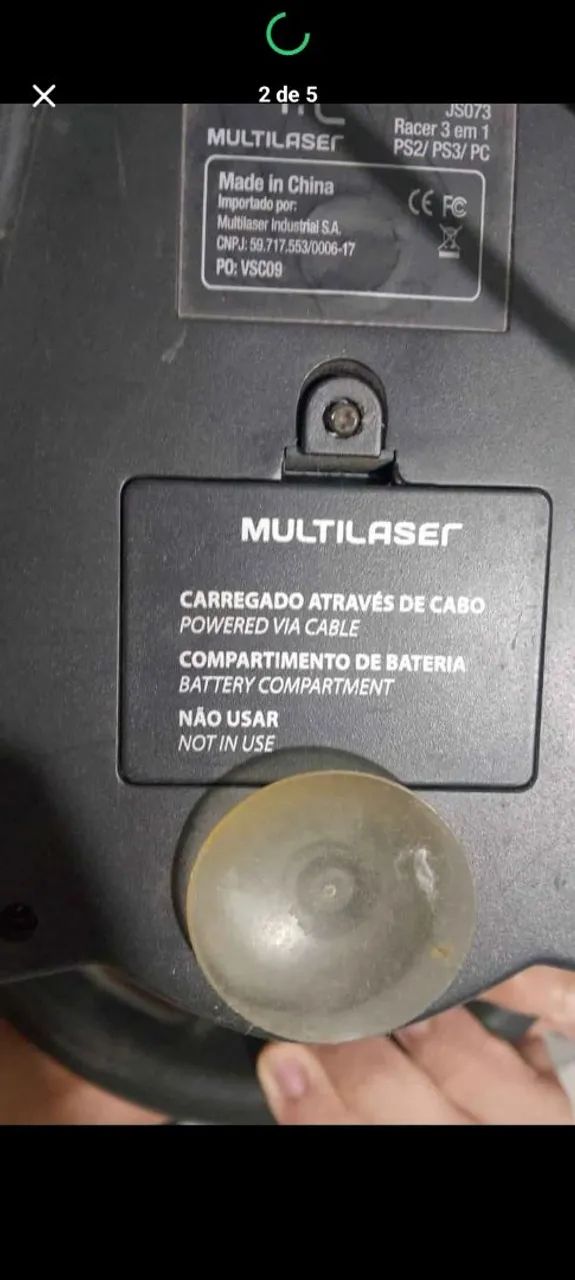 2 de 5
JS073
MULTILASER
Racer 3 em 1
PS2/ PS3/ PC
Made in China
Importado por:
Multilaser Industrial S.A.
CNPJ: 59.717.553/0006-17
PO: VSC09
CE FC
MULTILASER
CARREGADO ATRAVÉS DE CABO
POWERED VIA CABLE
COMPARTIMENTO DE BATERIA
BATTERY COMPARTMENT
NÃO USAR
NOT IN USE